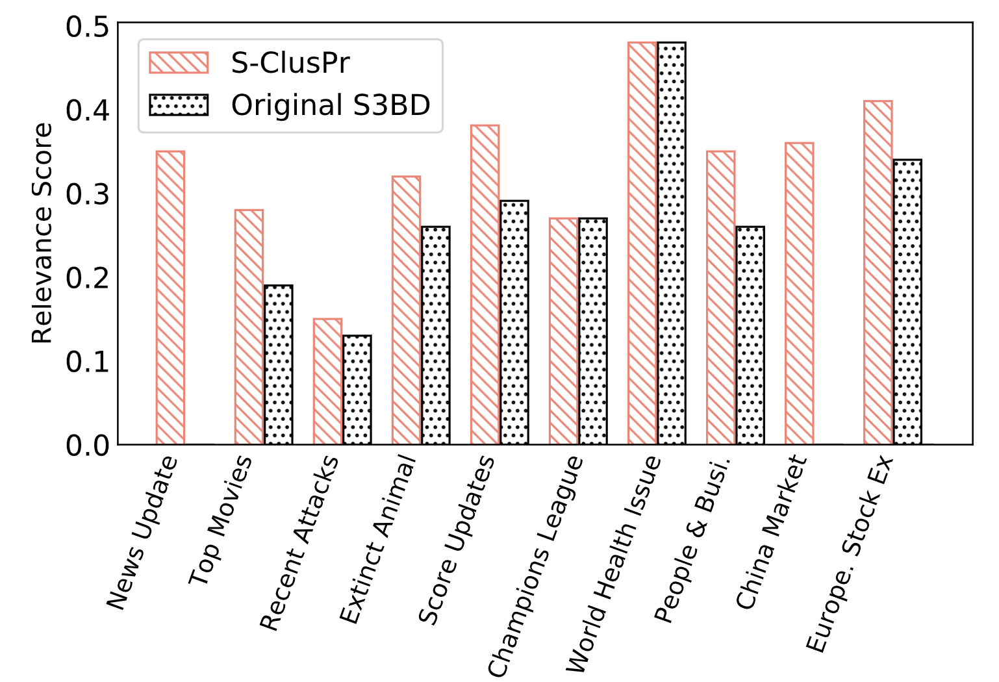 S-ClusPr
Original S3BD
Relevance Score
0.5
0.4
0.3
0.2
0.1
0.0
News Update
Top Movies
Recent Attacks
Extinct Animal
Score Updates
Champions League
World Health Issue
People & Busi.
China Market
Europe. Stock Ex